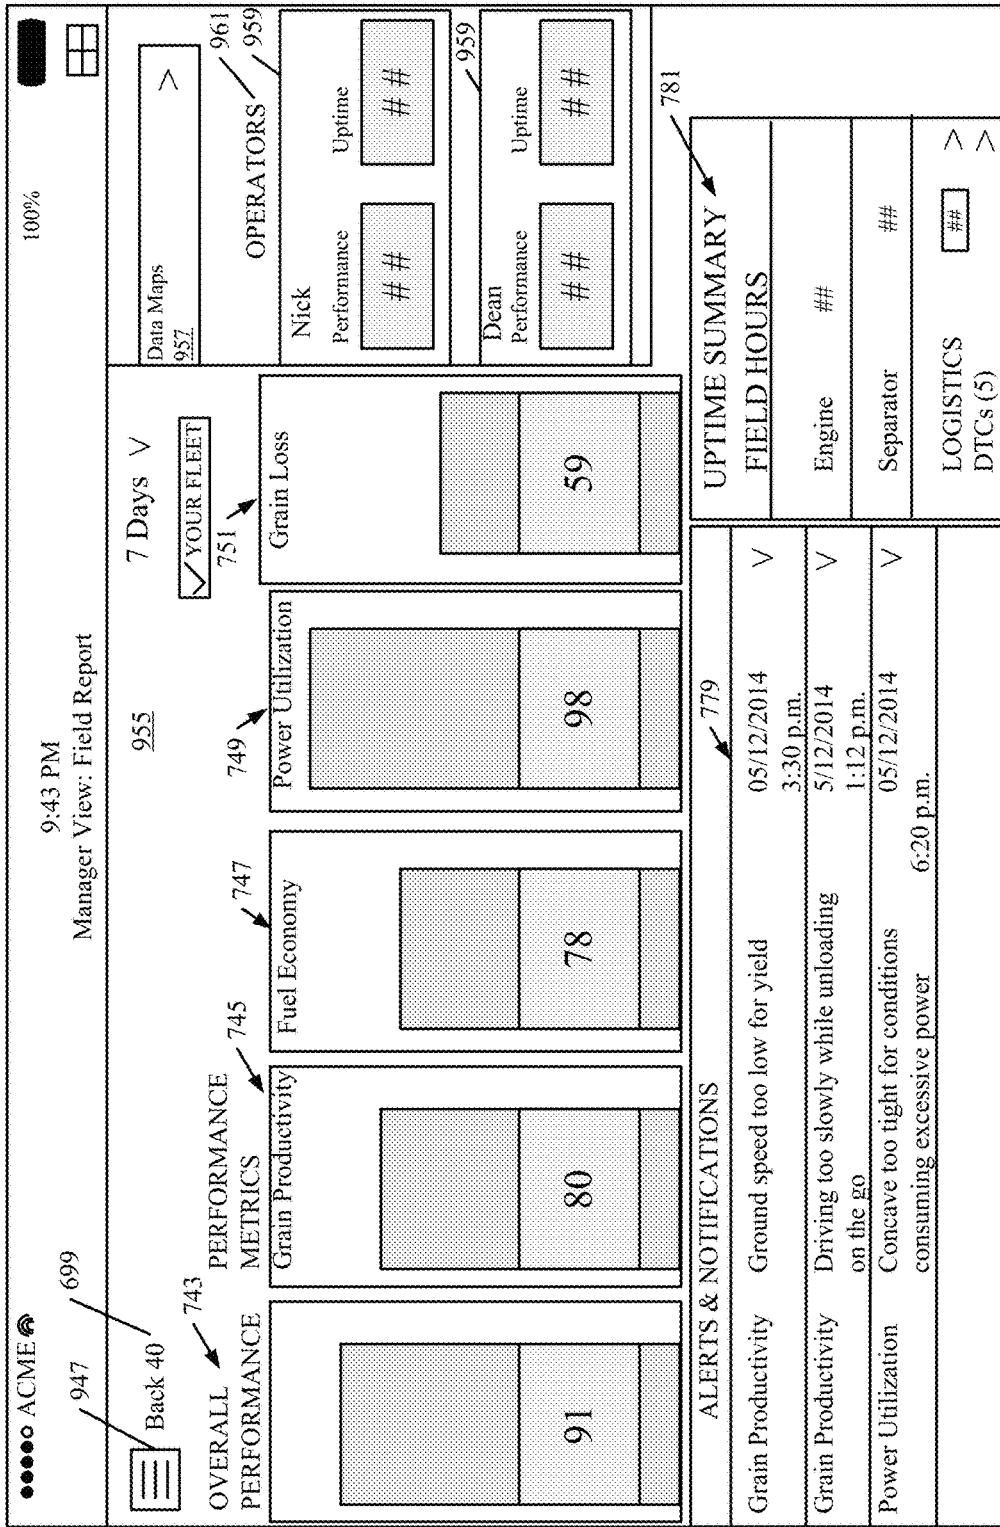 ACME
9:43 PM
100%
Manager View: Field Report
947
699
Back 40
955
7 Days
YOUR FLEET
Data Maps
957
OVERALL
PERFORMANCE
743
PERFORMANCE
METRICS
745
747
749
751
961
959
OPERATORS
91
Grain Productivity
80
Fuel Economy
78
Power Utilization
98
Grain Loss
59
Nick
Performance
Uptime
##
##
959
Dean
Performance
Uptime
##
##
ALERTS & NOTIFICATIONS
779
Grain Productivity Ground speed too low for yield 05/12/2014
3:30 p.m.
Grain Productivity Driving too slowly while unloading 5/12/2014
on the go 1:12 p.m.
Power Utilization Concave too tight for conditions 05/12/2014
consuming excessive power 6:20 p.m.
781
UPTIME SUMMARY
FIELD HOURS
Engine ##
Separator ##
LOGISTICS ## >
DTCs (5) >